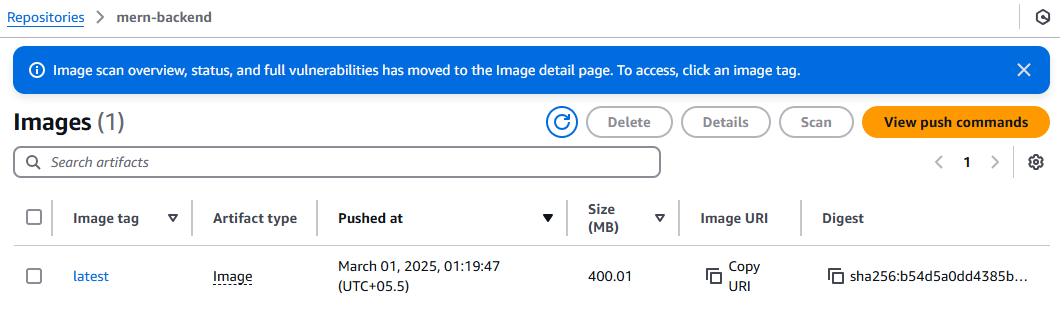 Repositories > mern-backend
Image scan overview, status, and full vulnerabilities has moved to the Image detail page. To access, click an image tag.
Images (1)
Delete
Details
Scan
View push commands
Search artifacts
1
Image tag
Artifact type
Pushed at
Size
(MB)
Image URI
Digest
latest
Image
March 01, 2025, 01:19:47
(UTC+05.5)
400.01
Copy
URI
sha256:b54d5a0dd4385b...